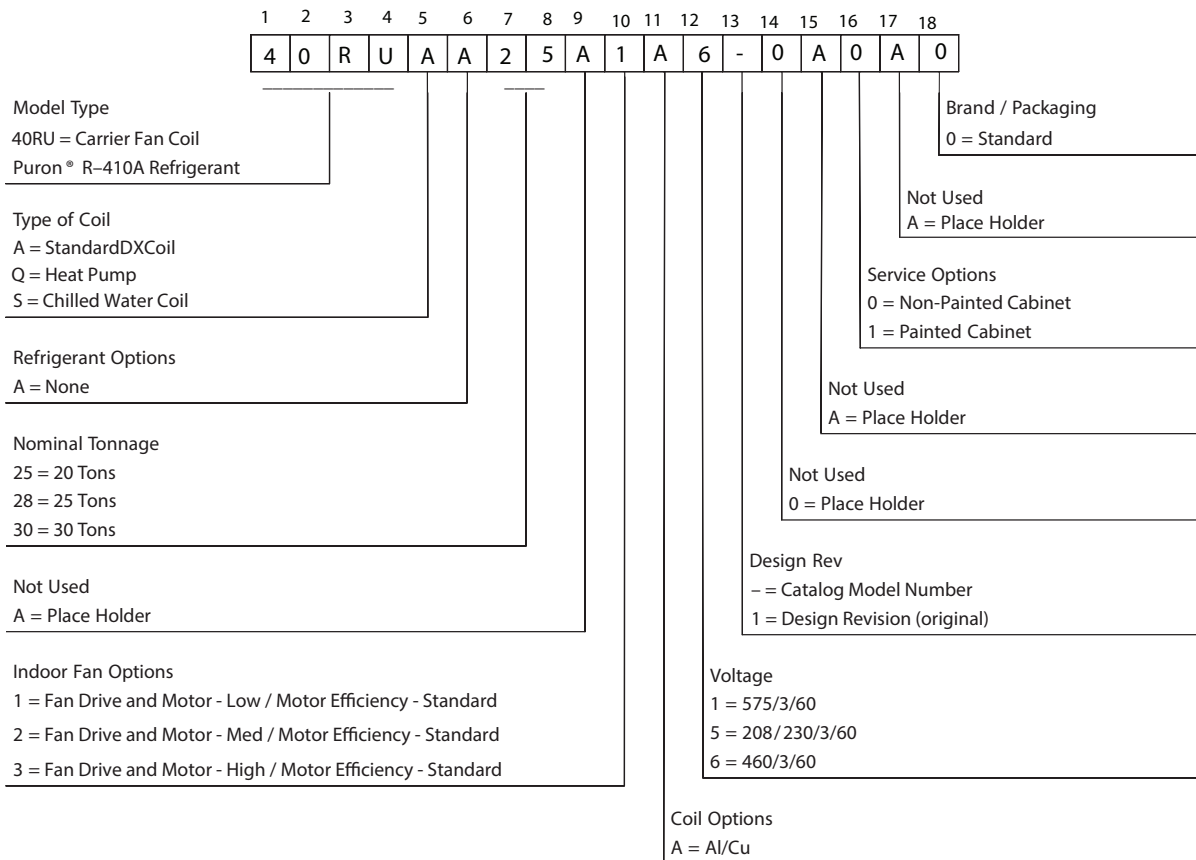 1 2 3 4 5 6 7 8 9 10 11 12 13 14 15 16 17 18
4 0 R U A A 2 5 A 1 A 6 - 0 A 0 A 0
Model Type
40RU = Carrier Fan Coil
Puron® R–410A Refrigerant
Type of Coil
A = StandardDXCoil
Q = Heat Pump
S = Chilled Water Coil
Refrigerant Options
A = None
Nominal Tonnage
25 = 20 Tons
28 = 25 Tons
30 = 30 Tons
Not Used
A = Place Holder
Indoor Fan Options
1 = Fan Drive and Motor - Low / Motor Efficiency - Standard
2 = Fan Drive and Motor - Med / Motor Efficiency - Standard
3 = Fan Drive and Motor - High / Motor Efficiency - Standard
Brand / Packaging
0 = Standard
Not Used
A = Place Holder
Service Options
0 = Non-Painted Cabinet
1 = Painted Cabinet
Not Used
A = Place Holder
Not Used
0 = Place Holder
Design Rev
– = Catalog Model Number
1 = Design Revision (original)
Voltage
1 = 575/3/60
5 = 208/230/3/60
6 = 460/3/60
Coil Options
A = Al/Cu